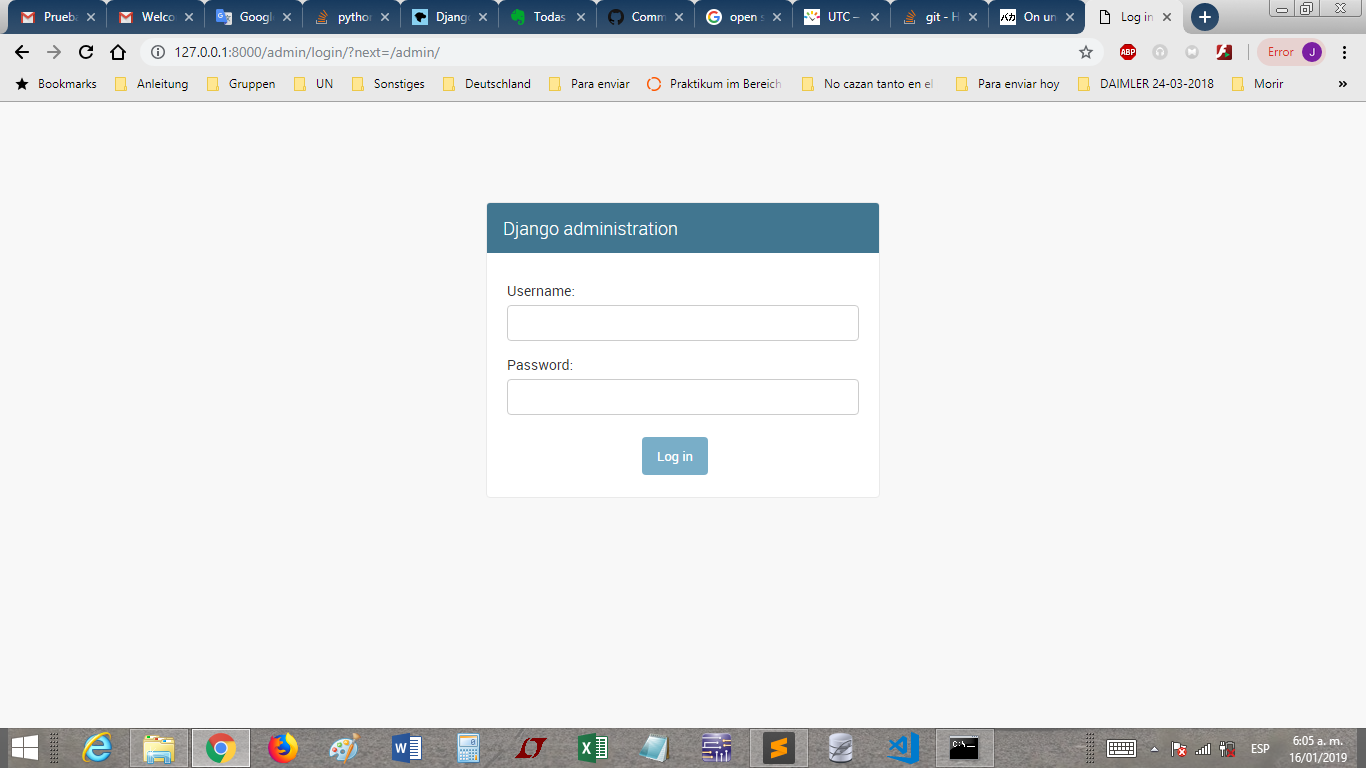 Prueba
Welco
Googl
python
Djang
Todas
Comm
open s
UTC –
git - H
On un
Log in
127.0.0.1:8000/admin/login/?next=/admin/
ABP
Error
J
Bookmarks
Anleitung
Gruppen
UN
Sonstiges
Deutschland
Para enviar
Praktikum im Bereich
No cazan tanto en el
Para enviar hoy
DAIMLER 24-03-2018
Morir
»
Django administration
Username:
Password:
Log in
ESP
6:05 a. m.
16/01/2019